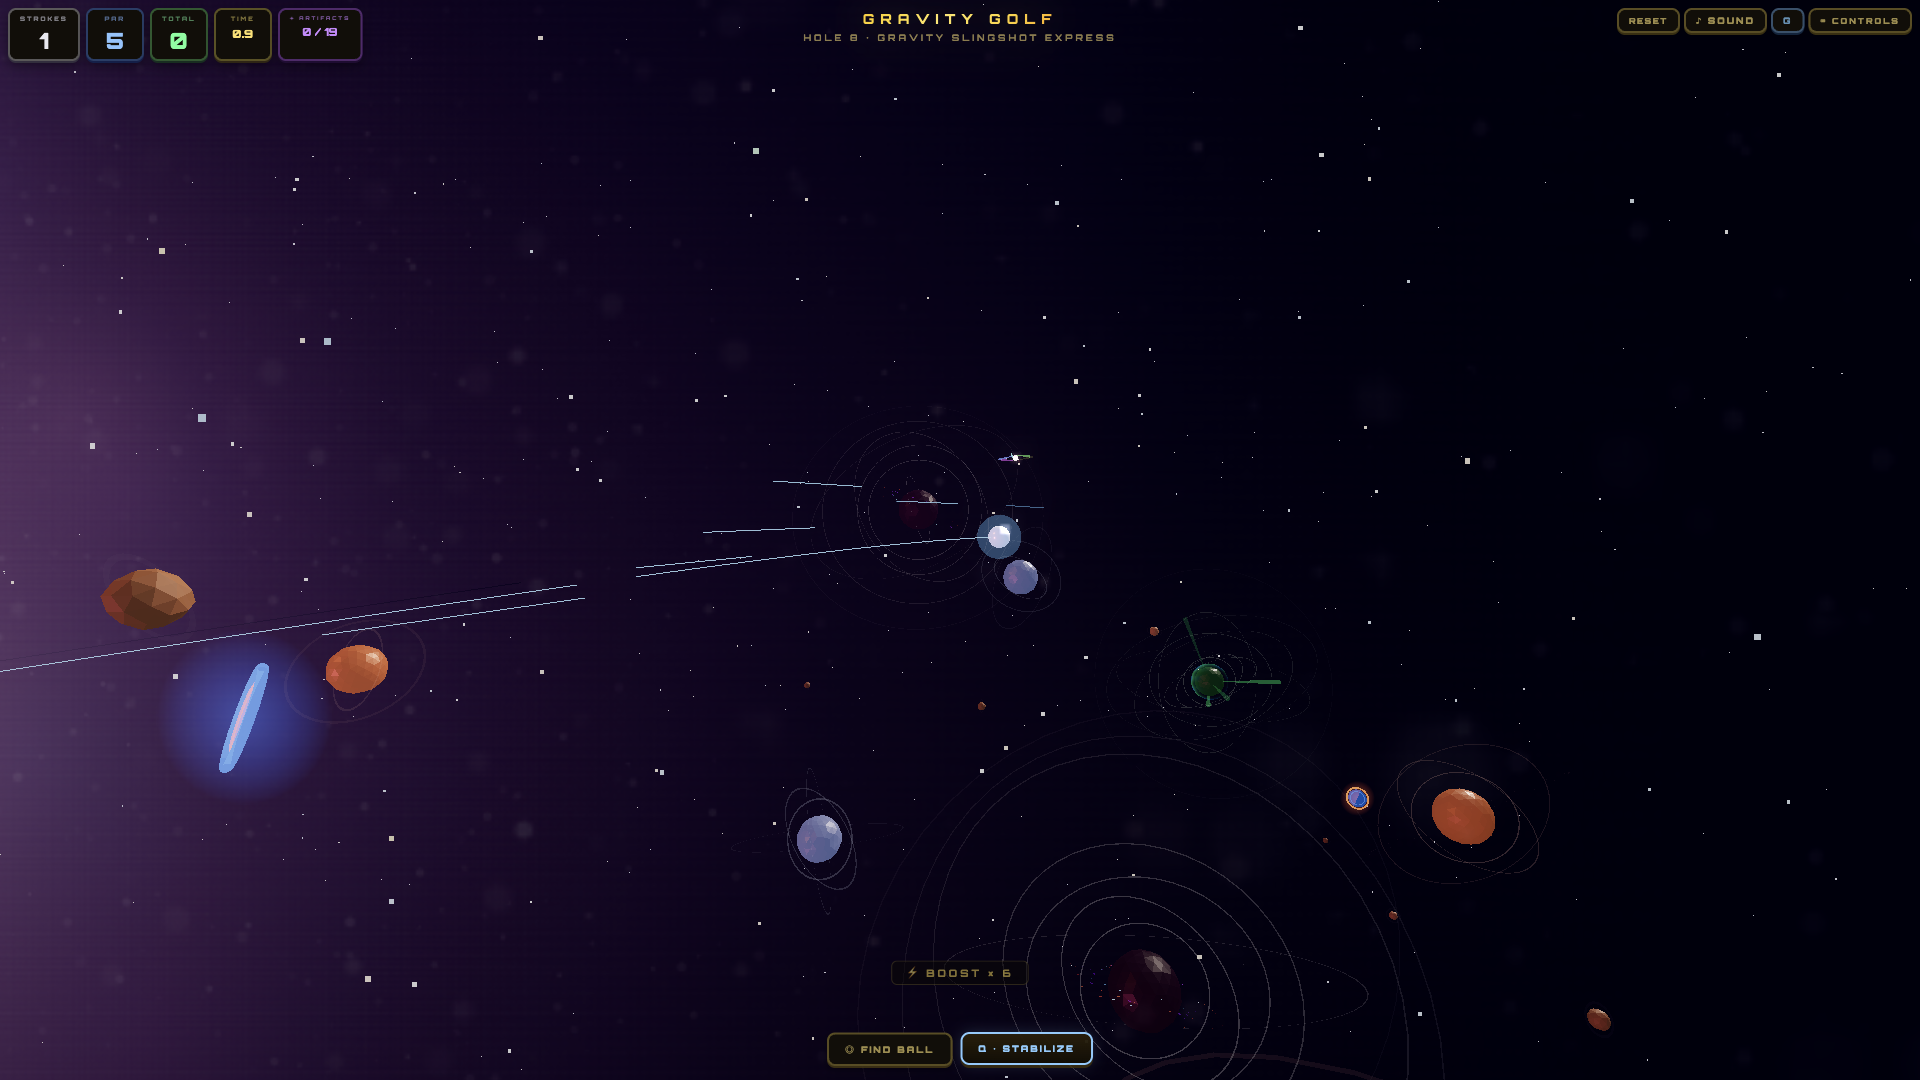 STROKES
1
PAR
5
TOTAL
0
TIME
0.9
✦ ARTIFACTS
0 / 19
GRAVITY GOLF
HOLE 8 · GRAVITY SLINGSHOT EXPRESS
RESET
♪ SOUND
G
≡ CONTROLS
⚡ BOOST × 6
◎ FIND BALL
Q · STABILIZE